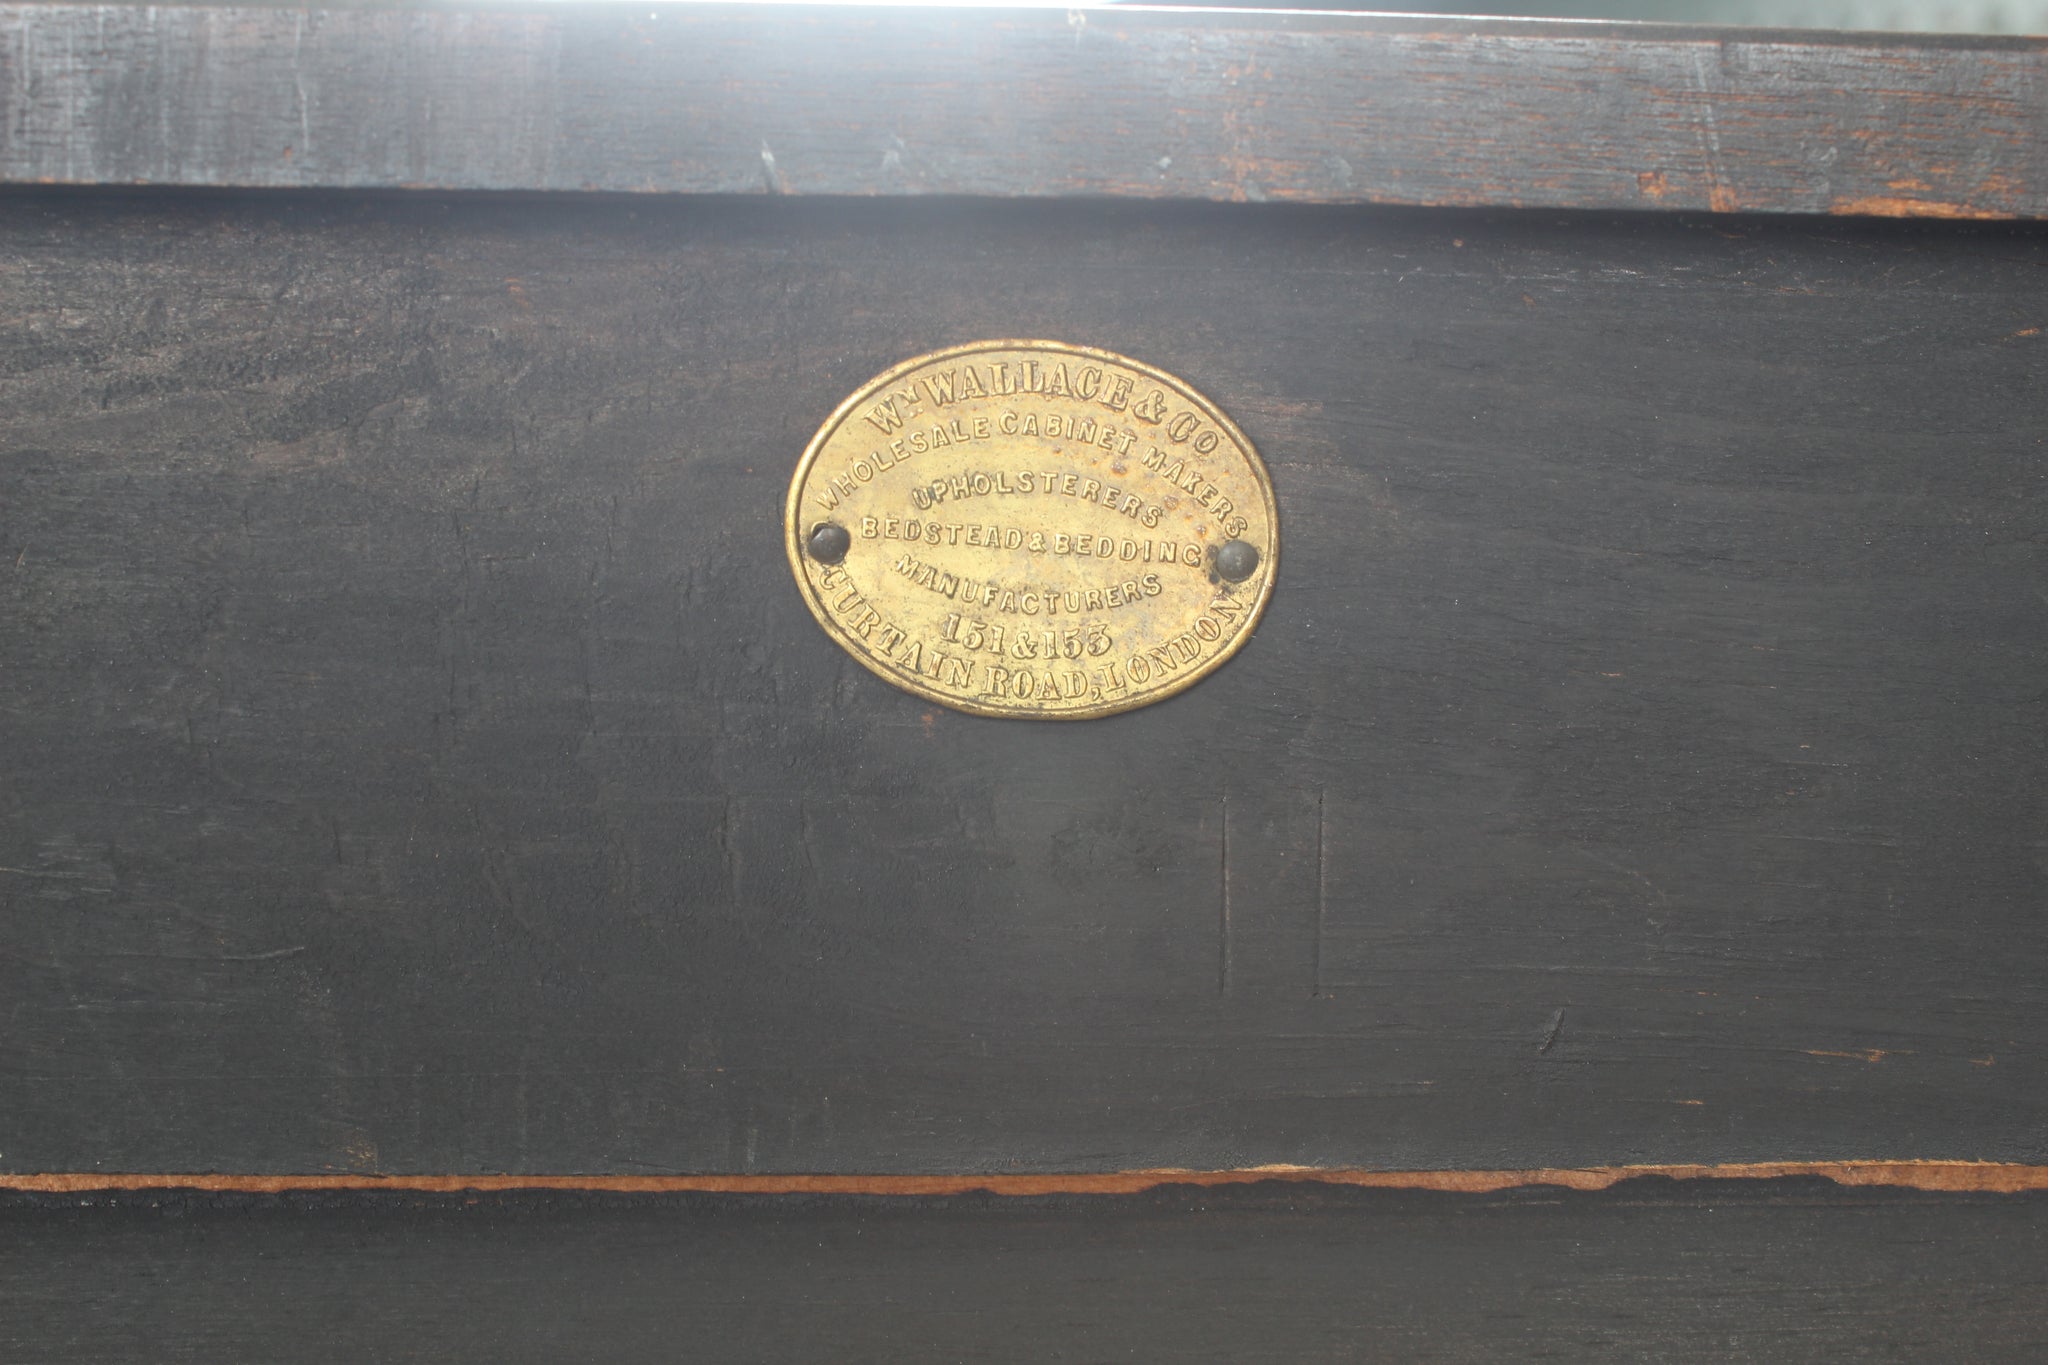 Wᴹ WALLACE & Cᴼ
WHOLESALE CABINET MAKERS
UPHOLSTERERS
BEDSTEAD & BEDDING
MANUFACTURERS
151 & 153
CURTAIN ROAD, LONDON